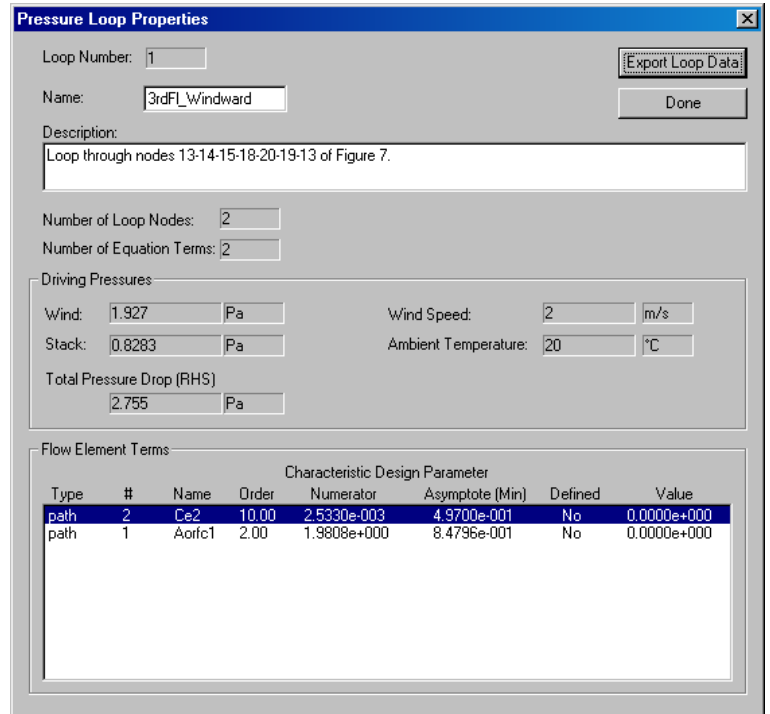 Pressure Loop Properties
Loop Number: 1
Export Loop Data
Name: 3rdFl_Windward
Done
Description:
Loop through nodes 13-14-15-18-20-19-13 of Figure 7.
Number of Loop Nodes: 2
Number of Equation Terms: 2
Driving Pressures
Wind: 1.927 Pa Wind Speed: 2 m/s
Stack: 0.8283 Pa Ambient Temperature: 20 °C
Total Pressure Drop (RHS)
2.755 Pa
Flow Element Terms
Characteristic Design Parameter
Type # Name Order Numerator Asymptote (Min) Defined Value
path 2 Ce2 10.00 2.5330e-003 4.9700e-001 No 0.0000e+000
path 1 Aorfc1 2.00 1.9808e+000 8.4796e-001 No 0.0000e+000